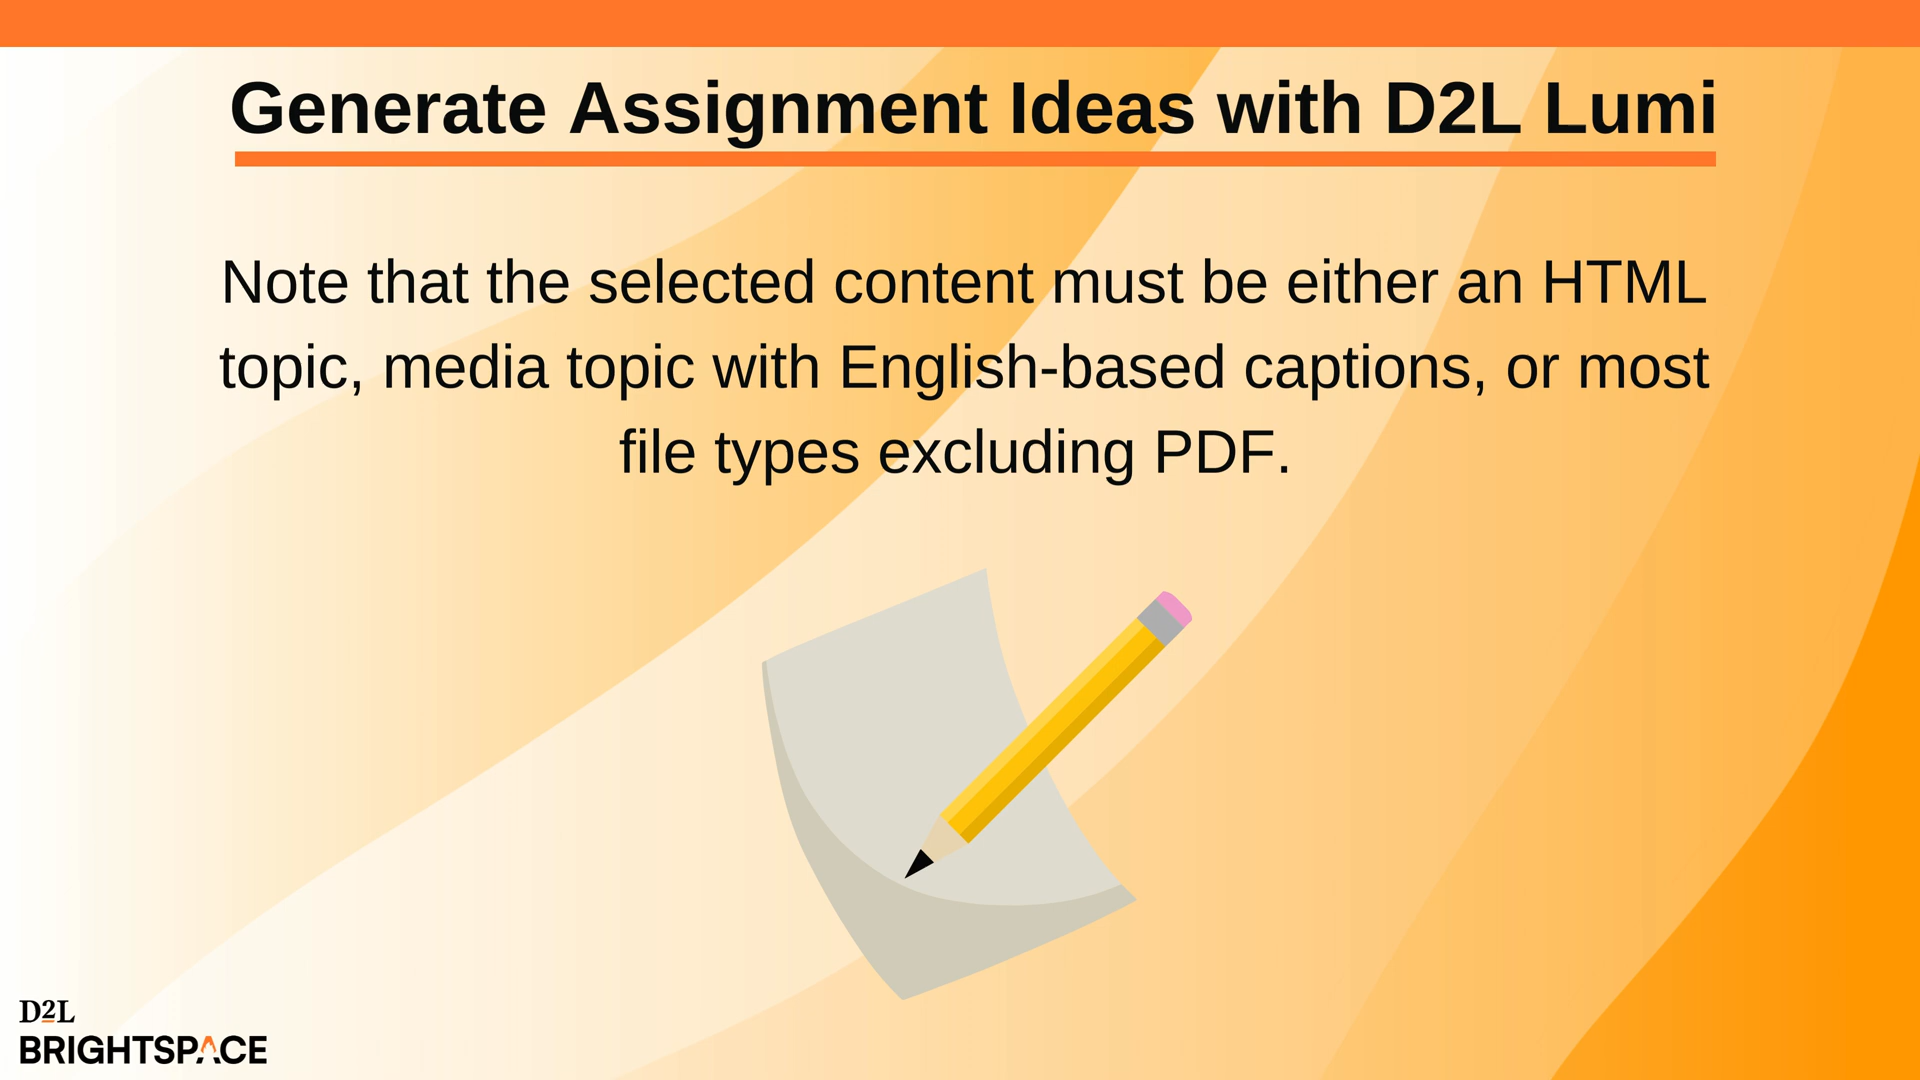 Generate Assignment Ideas with D2L Lumi
Note that the selected content must be either an HTML
topic, media topic with English-based captions, or most
file types excluding PDF.
D2L
BRIGHTSPACE